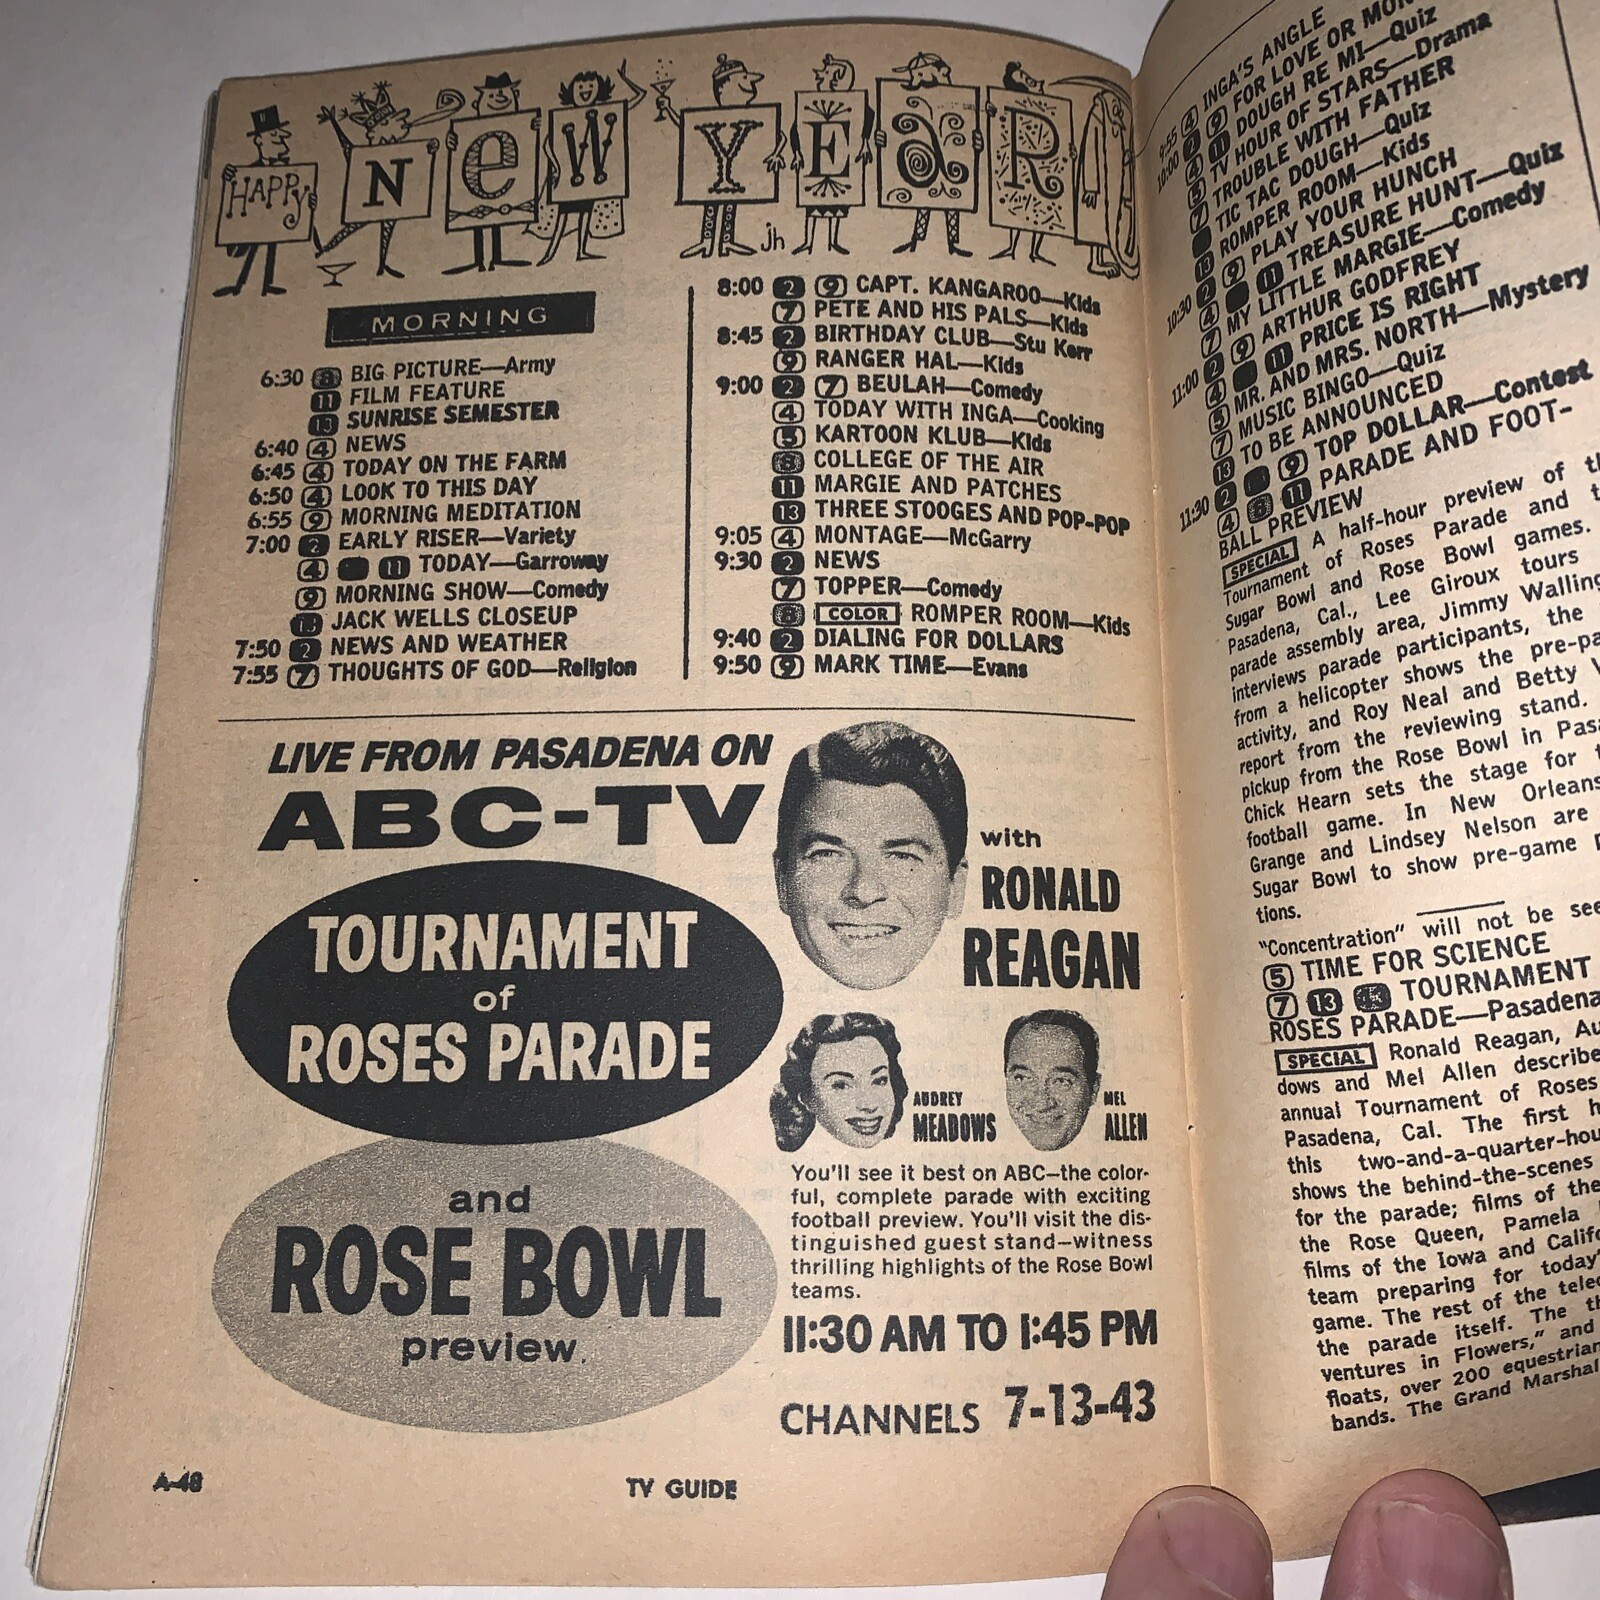 HAPPY NEW YEAR
jh
MORNING
6:30 8 BIG PICTURE—Army
11 FILM FEATURE
13 SUNRISE SEMESTER
6:40 4 NEWS
6:45 4 TODAY ON THE FARM
6:50 4 LOOK TO THIS DAY
6:55 9 MORNING MEDITATION
7:00 2 EARLY RISER—Variety
4 11 TODAY—Garroway
9 MORNING SHOW—Comedy
13 JACK WELLS CLOSEUP
7:50 2 NEWS AND WEATHER
7:55 7 THOUGHTS OF GOD—Religion
8:00 2 9 CAPT. KANGAROO—Kids
7 PETE AND HIS PALS—Kids
8:45 2 BIRTHDAY CLUB—Stu Kerr
9 RANGER HAL—Kids
9:00 2 7 BEULAH—Comedy
4 TODAY WITH INGA—Cooking
5 KARTOON KLUB—Kids
8 COLLEGE OF THE AIR
11 MARGIE AND PATCHES
13 THREE STOOGES AND POP-POP
9:05 4 MONTAGE—McGarry
9:30 2 NEWS
7 TOPPER—Comedy
8 COLOR ROMPER ROOM—Kids
9:40 2 DIALING FOR DOLLARS
9:50 9 MARK TIME—Evans
LIVE FROM PASADENA ON
ABC-TV
TOURNAMENT
of
ROSES PARADE
and
ROSE BOWL
preview.
with
RONALD
REAGAN
AUDREY
MEADOWS
MEL
ALLEN
You'll see it best on ABC—the color-
ful, complete parade with exciting
football preview. You'll visit the dis-
tinguished guest stand—witness
thrilling highlights of the Rose Bowl
teams.
11:30 AM TO 1:45 PM
CHANNELS 7-13-43
A-48
TV GUIDE
9:55 4 INGA'S ANGLE
10:00 2 9 FOR LOVE OR
4 11 DOUGH RE MI—Quiz
5 TV HOUR OF STARS—Drama
7 TROUBLE WITH FATHER
TIC TAC DOUGH—Quiz
13 ROMPER ROOM—Kids
10:30 2 9 PLAY YOUR HUNCH
4 11 TREASURE HUNT—Quiz
7 MY LITTLE MARGIE—Comedy
11:00 2 9 ARTHUR GODFREY
4 11 PRICE IS RIGHT
5 MR. AND MRS. NORTH—Mystery
7 MUSIC BINGO—Quiz
13 TO BE ANNOUNCED
11:30 2 9 TOP DOLLAR—Contest
4 8 11 PARADE AND FOOT-
BALL PREVIEW
SPECIAL A half-hour preview of
Tournament of Roses Parade and
Sugar Bowl and Rose Bowl games.
Pasadena, Cal., Lee Giroux tours
parade assembly area, Jimmy
interviews parade participants, the
from a helicopter shows the
activity, and Roy Neal and Betty
report from the reviewing stand.
pickup from the Rose Bowl in
Chick Hearn sets the stage for
football game. In New Orleans
Grange and Lindsey Nelson are
Sugar Bowl to show pre-game
tions.
"Concentration" will not be
5 TIME FOR SCIENCE
7 13 TOURNAMENT
ROSES PARADE—Pasadena
SPECIAL Ronald Reagan,
dows and Mel Allen
annual Tournament of Roses
Pasadena, Cal. The first
this two-and-a-quarter-hou
shows the behind-the-scenes
for the parade; films of the
the Rose Queen, Pamela
films of the Iowa and
team preparing for
game. The rest of the
the parade itself. The
ventures in Flowers," and
floats, over 200 equestrian
bands. The Grand Marshal